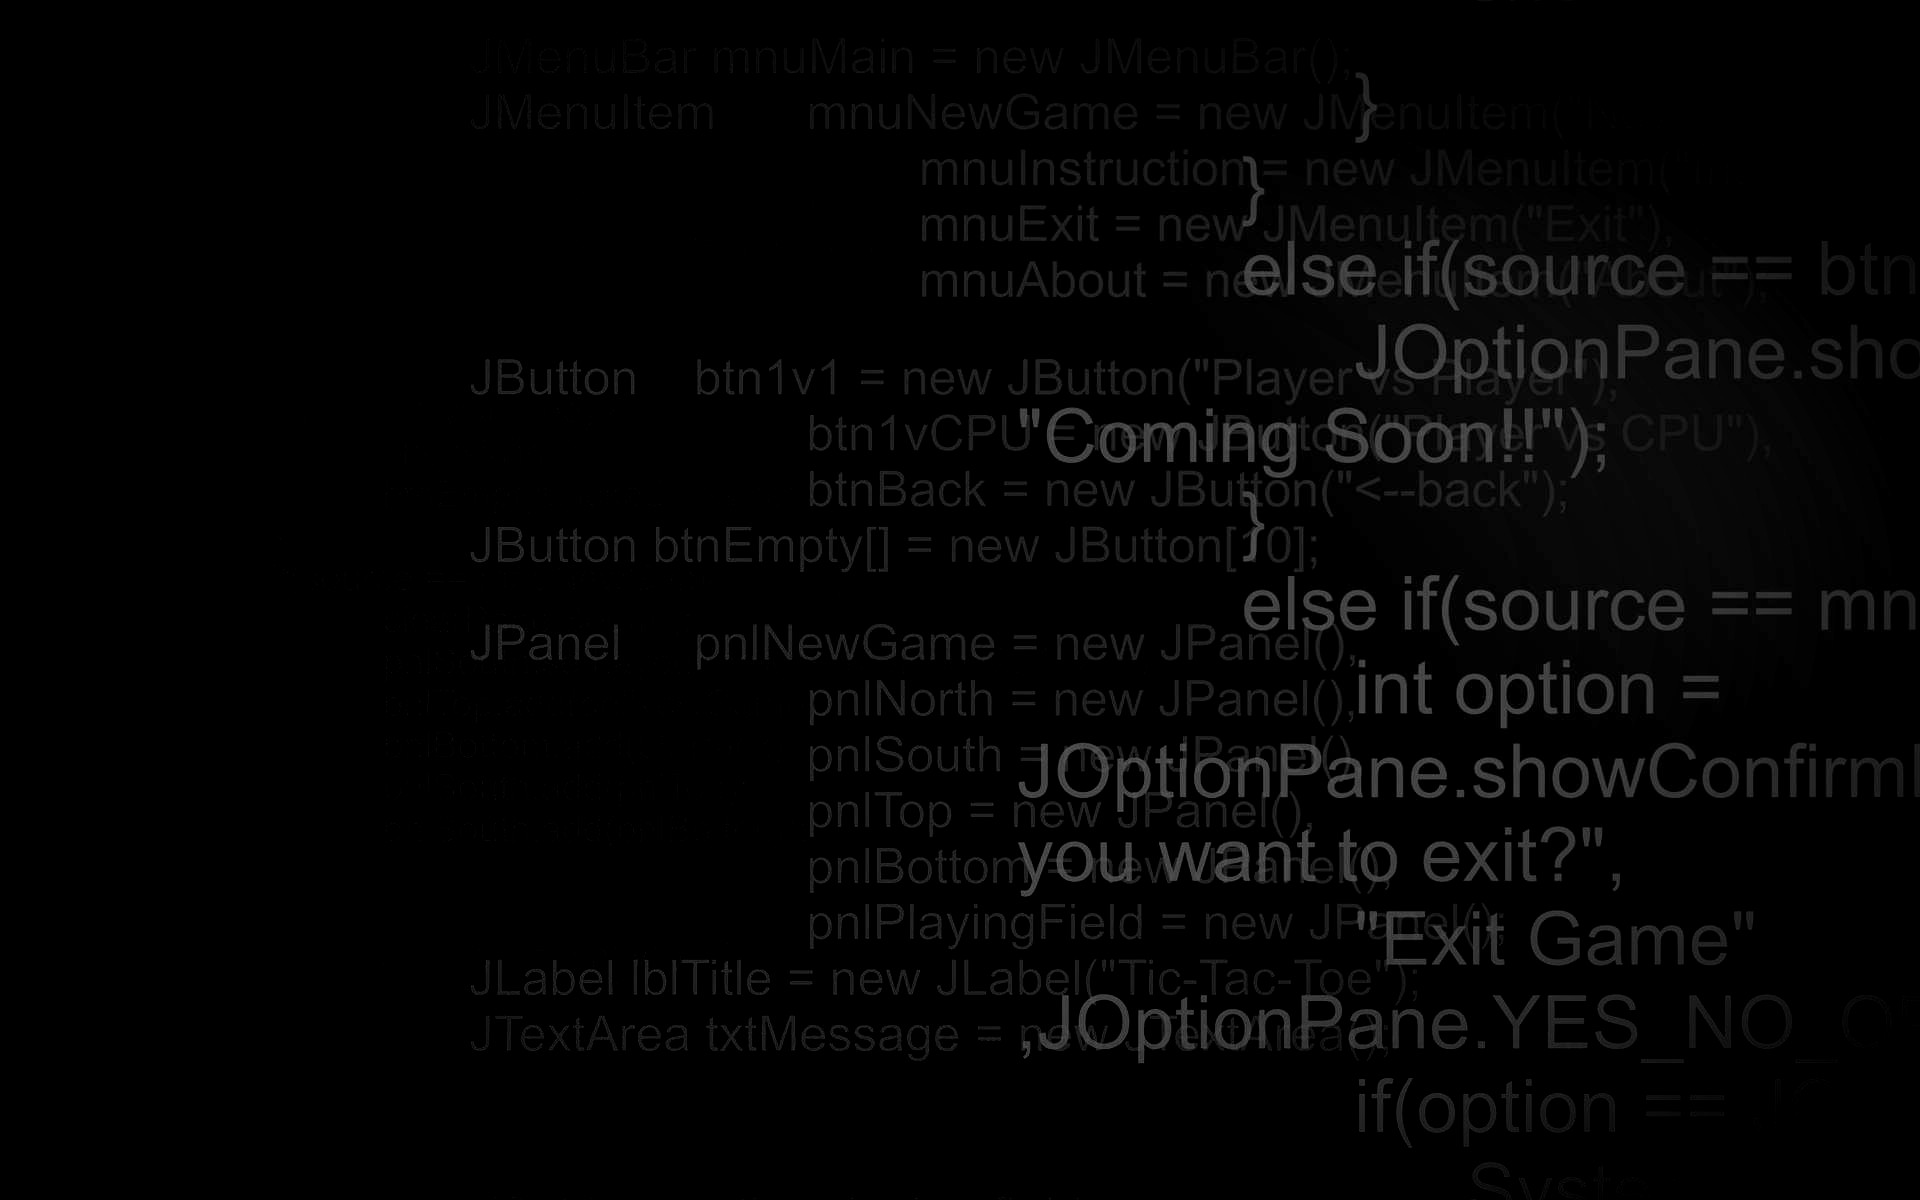 JMenuBar mnuMain = new JMenuBar();
JMenuItem mnuNewGame = new JMenuItem("
mnuInstruction = new JMenuItem("
mnuExit = new JMenuItem("Exit"),
mnuAbout = new JMenuItem("About"),
JButton btn1v1 = new JButton("Player vs Player"),
btn1vCPU = new JButton("Player vs CPU"),
btnBack = new JButton("<--back");
JButton btnEmpty[] = new JButton[10];
JPanel pnlNewGame = new JPanel(),
pnlNorth = new JPanel(),
pnlSouth = new JPanel(),
pnlTop = new JPanel(),
pnlBottom = new JPanel(),
pnlPlayingField = new JPanel();
JLabel lblTitle = new JLabel("Tic-Tac-Toe");
JTextArea txtMessage = new JTextArea();
}
}
else if(source == btn
JOptionPane.sho
"Coming Soon!!");
}
else if(source == mn
int option =
JOptionPane.showConfirm
you want to exit?",
"Exit Game"
,JOptionPane.YES_NO_O
if(option ==
Syste